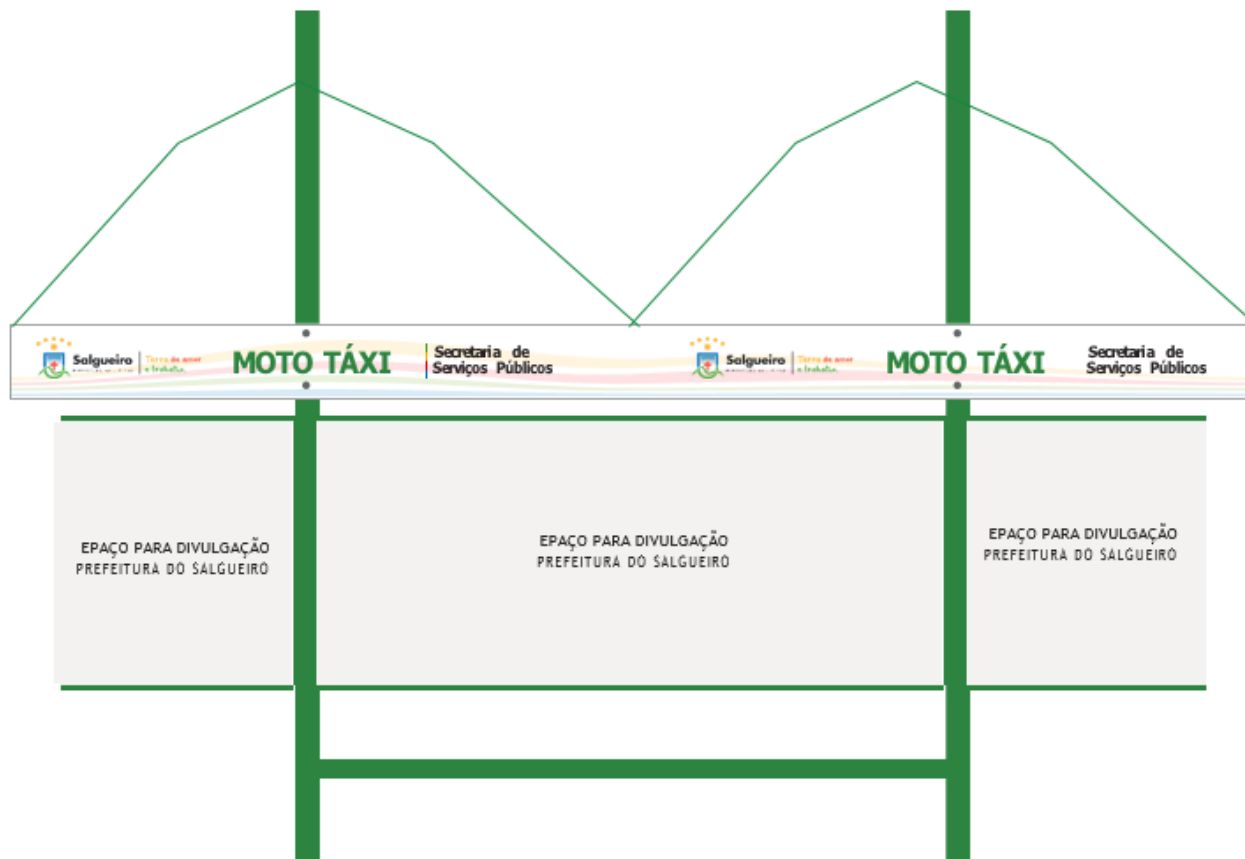 Salgueiro
Terra de amor
e trabalho.
MOTO TÁXI
Secretaria de
Serviços Públicos
Salgueiro
Terra de amor
e trabalho.
MOTO TÁXI
Secretaria de
Serviços Públicos
EPAÇO PARA DIVULGAÇÃO
PREFEITURA DO SALGUEIRO
EPAÇO PARA DIVULGAÇÃO
PREFEITURA DO SALGUEIRO
EPAÇO PARA DIVULGAÇÃO
PREFEITURA DO SALGUEIRO